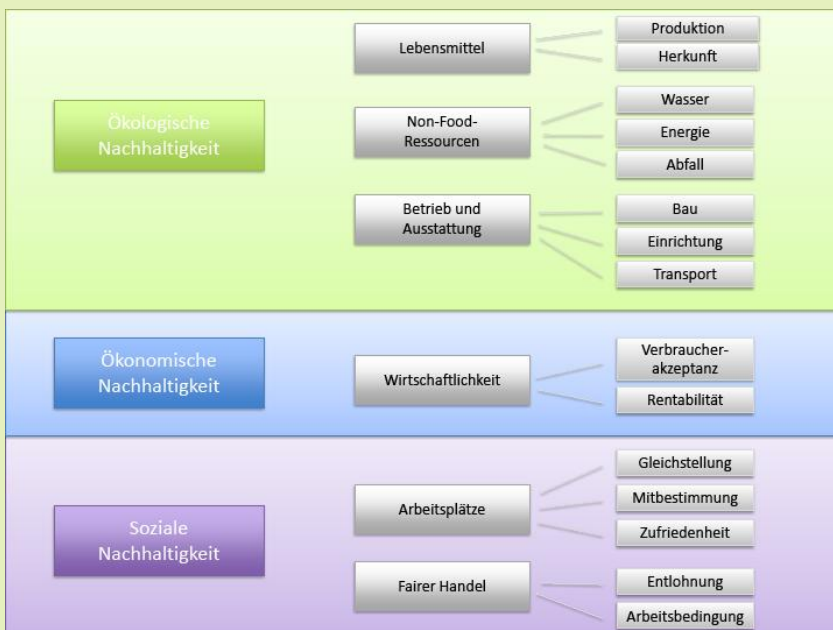 Ökologische
Nachhaltigkeit
Lebensmittel
Produktion
Herkunft
Non-Food-
Ressourcen
Wasser
Energie
Abfall
Betrieb und
Ausstattung
Bau
Einrichtung
Transport
Ökonomische
Nachhaltigkeit
Wirtschaftlichkeit
Verbraucher-
akzeptanz
Rentabilität
Soziale
Nachhaltigkeit
Arbeitsplätze
Gleichstellung
Mitbestimmung
Zufriedenheit
Fairer Handel
Entlohnung
Arbeitsbedingung